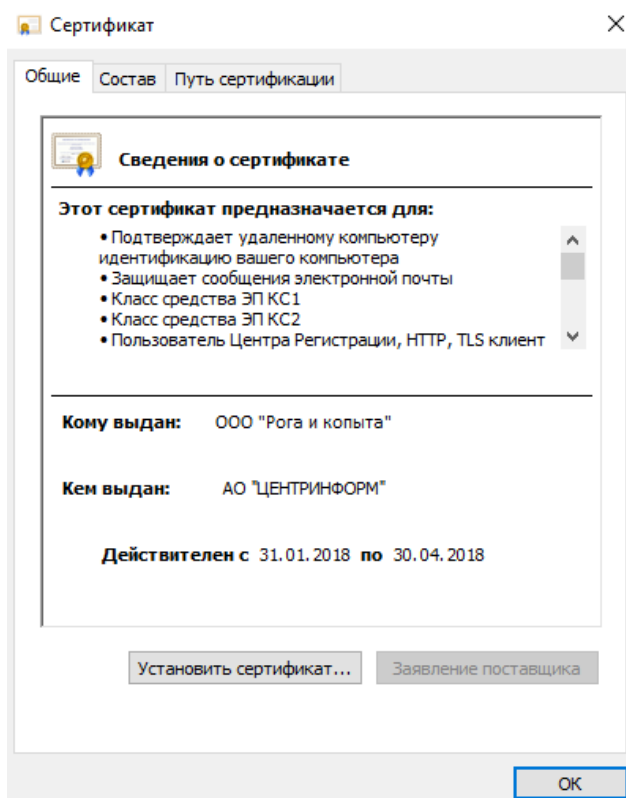 Сертификат
Общие Состав Путь сертификации
Сведения о сертификате
Этот сертификат предназначается для:
• Подтверждает удаленному компьютеру
идентификацию вашего компьютера
• Защищает сообщения электронной почты
• Класс средства ЭП КС1
• Класс средства ЭП КС2
• Пользователь Центра Регистрации, HTTP, TLS клиент
Кому выдан: ООО "Рога и копыта"
Кем выдан: АО "ЦЕНТРИНФОРМ"
Действителен с 31.01.2018 по 30.04.2018
Установить сертификат... Заявление поставщика
ОК